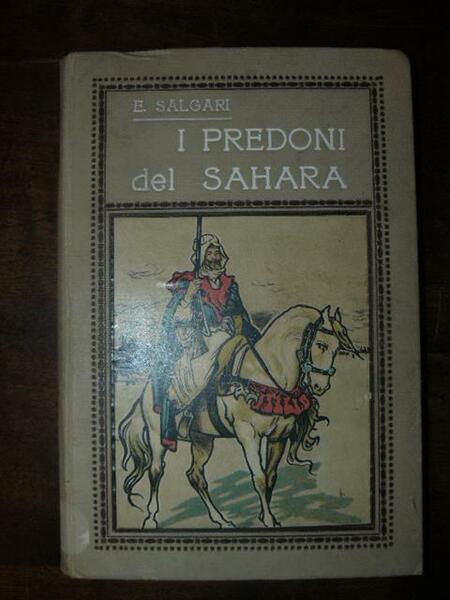 E. SALGARI
I PREDONI
del SAHARA